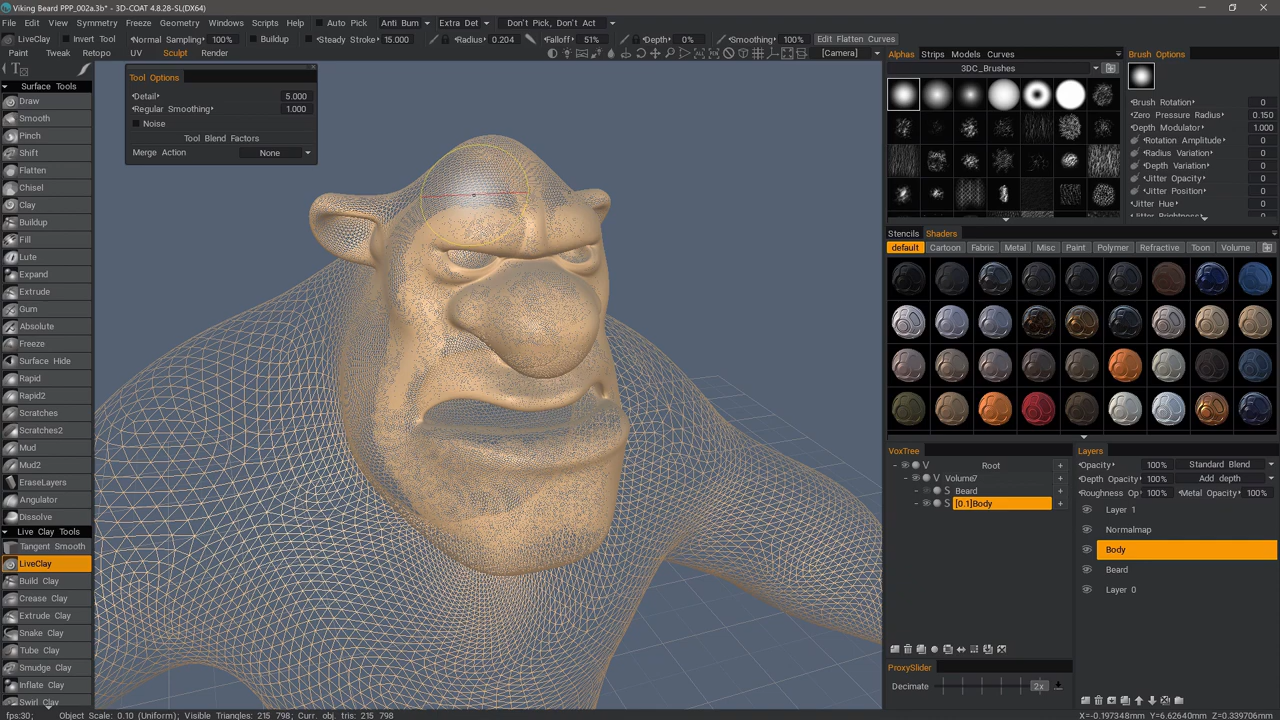 Viking Beard PPP_002a.3b* - 3D-COAT 4.8.28-SL(DX64)
File Edit View Symmetry Freeze Geometry Windows Scripts Help Auto Pick Anti Bum Extra Det Don't Pick, Don't Act
LiveClay Invert Tool Normal Sampling 100% Buildup Steady Stroke 15.000 Radius 0.204 Falloff 51% Depth 0% Smoothing 100% Edit Flatten Curves
Paint Tweak Retopo UV Sculpt Render [Camera]
Surface Tools
Draw
Smooth
Pinch
Shift
Flatten
Chisel
Clay
Buildup
Fill
Lute
Expand
Extrude
Gum
Absolute
Freeze
Surface Hide
Rapid
Rapid2
Scratches
Scratches2
Mud
Mud2
EraseLayers
Angulator
Dissolve
Live Clay Tools
Tangent Smooth
LiveClay
Build Clay
Crease Clay
Extrude Clay
Snake Clay
Tube Clay
Smudge Clay
Inflate Clay
Swirl Clay
Tool Options
Detail 5.000
Regular Smoothing 1.000
Noise
Tool Blend Factors
Merge Action None
Alphas Strips Models Curves
3DC_Brushes
Brush Options
Brush Rotation 0
Zero Pressure Radius 0.150
Depth Modulator 1.000
Rotation Amplitude 0
Radius Variation 0
Depth Variation 0
Jitter Opacity 0
Jitter Position 0
Jitter Hue 0
Jitter Brightness 0
Stencils Shaders
default Cartoon Fabric Metal Misc Paint Polymer Refractive Toon Volume
VoxTree
V Root +
V Volume7 +
S Beard +
S [0.1]Body +
Layers
Opacity 100% Standard Blend
Depth Opacity 100% Add depth
Roughness Op 100% Metal Opacity 100%
Layer 1
Normalmap
Body
Beard
Layer 0
ProxySlider
Decimate 2x
fps:30; Object Scale: 0.10 (Uniform); Visible Triangles: 215 798; Curr. obj. tris: 215 798 X=-0.197348mm Y=6.62640mm Z=0.339706mm